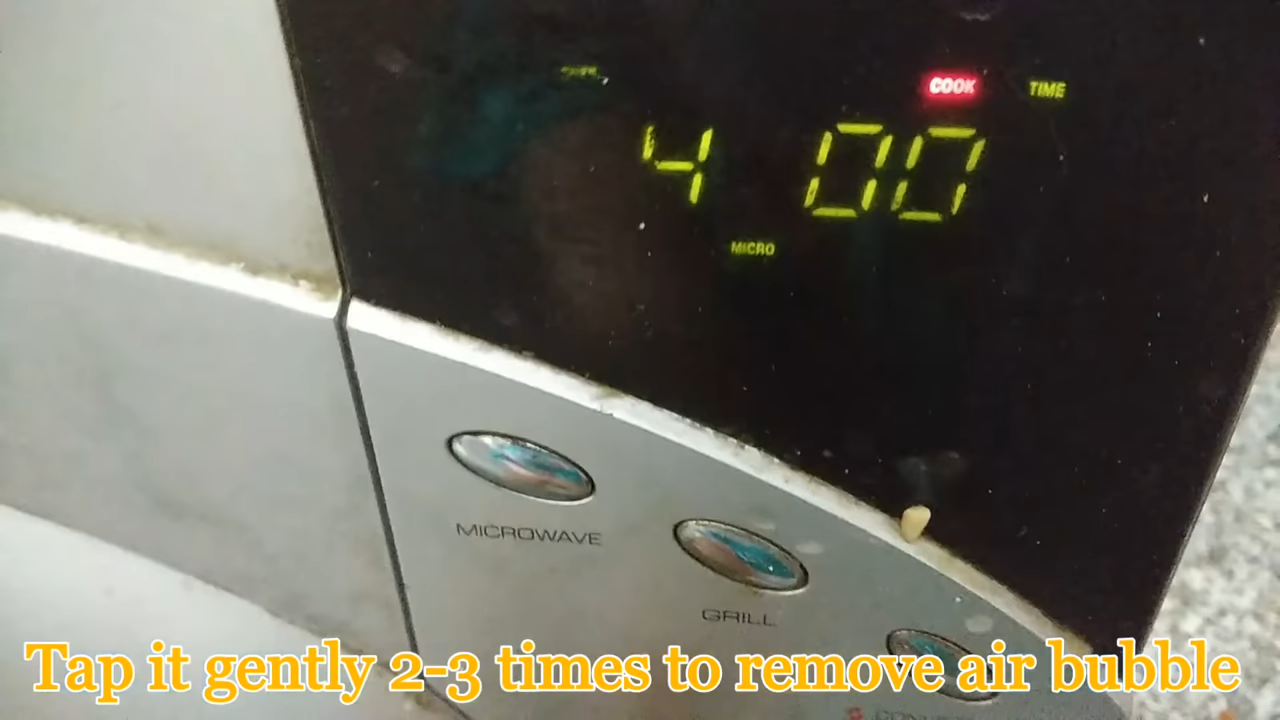 COOK TIME
4 00
MICRO
MICROWAVE
GRILL
Tap it gently 2-3 times to remove air bubble